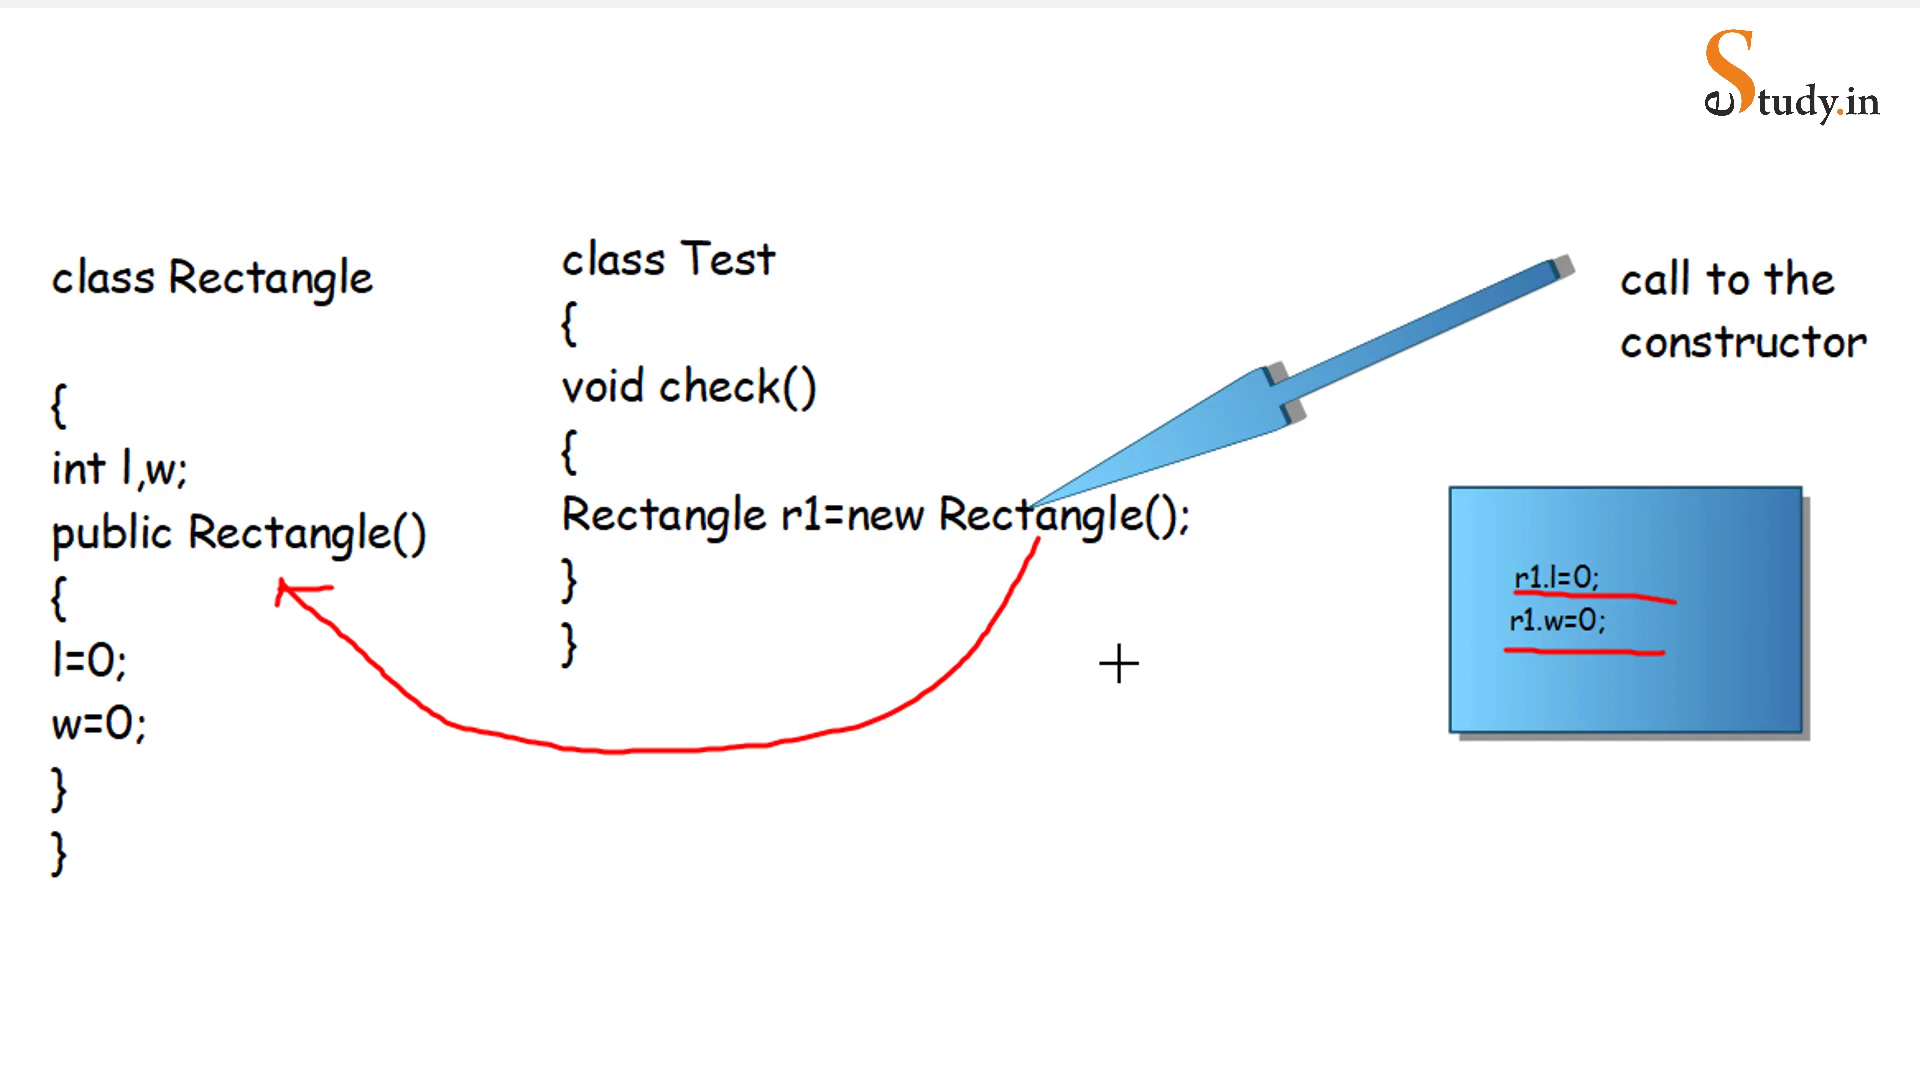 eStudy.in
class Rectangle
{
int l,w;
public Rectangle()
{
l=0;
w=0;
}
}
class Test
{
void check()
{
Rectangle r1=new Rectangle();
}
}
call to the
constructor
r1.l=0;
r1.w=0;